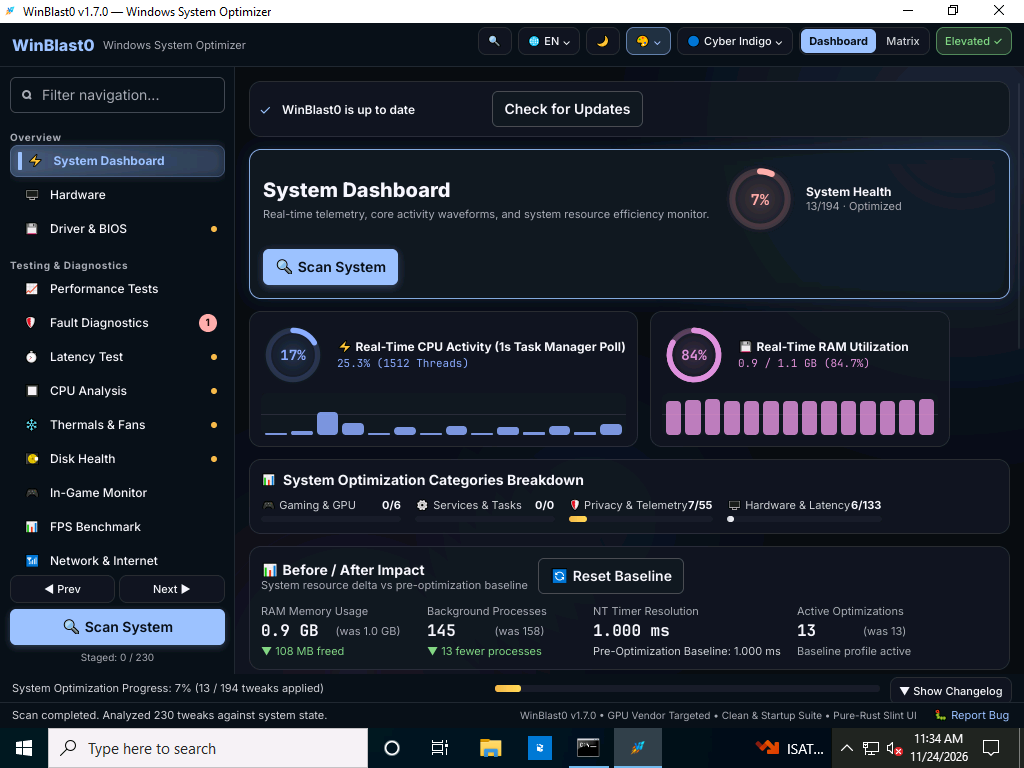 WinBlast0 v1.7.0 — Windows System Optimizer
WinBlast0 Windows System Optimizer
EN
Cyber Indigo
Dashboard
Matrix
Elevated ✓
Filter navigation...
Overview
System Dashboard
Hardware
Driver & BIOS
Testing & Diagnostics
Performance Tests
Fault Diagnostics 1
Latency Test
CPU Analysis
Thermals & Fans
Disk Health
In-Game Monitor
FPS Benchmark
Network & Internet
◀ Prev
Next ▶
Scan System
Staged: 0 / 230
✓ WinBlast0 is up to date
Check for Updates
System Dashboard
Real-time telemetry, core activity waveforms, and system resource efficiency monitor.
Scan System
7%
System Health
13/194 · Optimized
17%
Real-Time CPU Activity (1s Task Manager Poll)
25.3% (1512 Threads)
84%
Real-Time RAM Utilization
0.9 / 1.1 GB (84.7%)
System Optimization Categories Breakdown
Gaming & GPU 0/6
Services & Tasks 0/0
Privacy & Telemetry 7/55
Hardware & Latency 6/133
Before / After Impact
System resource delta vs pre-optimization baseline
Reset Baseline
RAM Memory Usage
0.9 GB (was 1.0 GB)
▼ 108 MB freed
Background Processes
145 (was 158)
▼ 13 fewer processes
NT Timer Resolution
1.000 ms
Pre-Optimization Baseline: 1.000 ms
Active Optimizations
13 (was 13)
Baseline profile active
System Optimization Progress: 7% (13 / 194 tweaks applied)
▼ Show Changelog
Scan completed. Analyzed 230 tweaks against system state.
WinBlast0 v1.7.0 • GPU Vendor Targeted • Clean & Startup Suite • Pure-Rust Slint UI
Report Bug
Type here to search
ISAT...
11:34 AM
11/24/2026